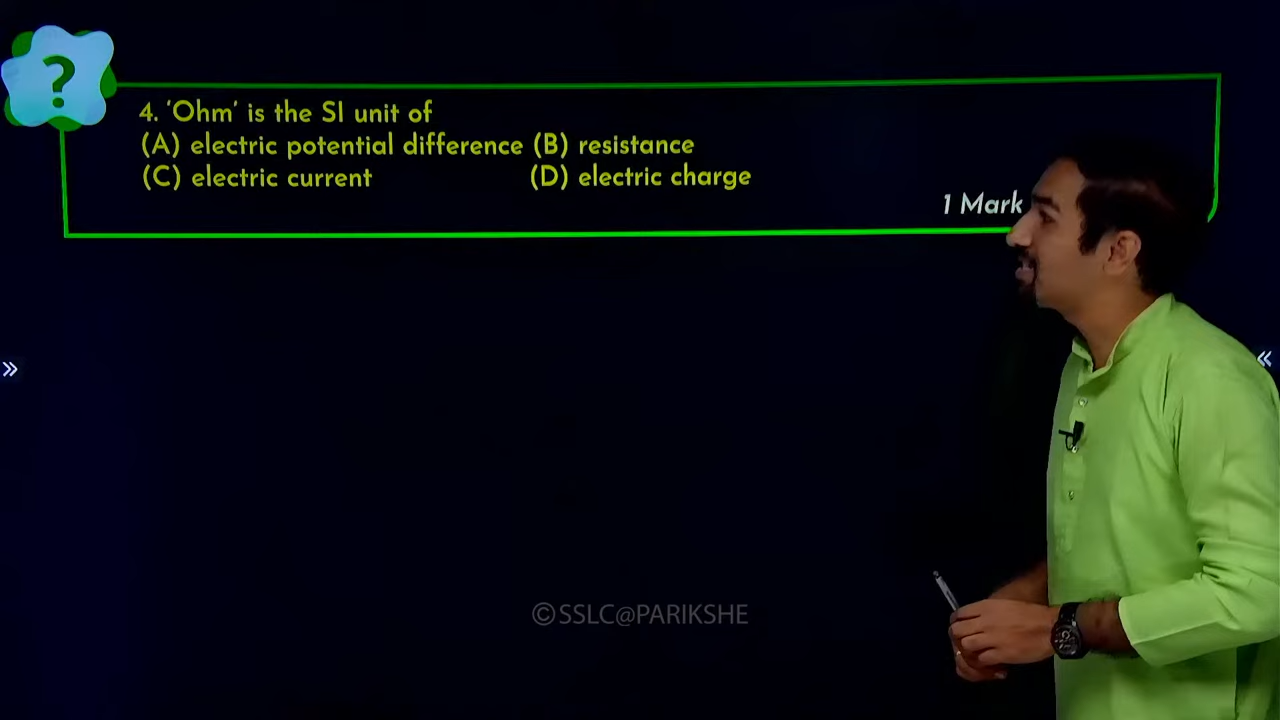 ?
4. 'Ohm' is the SI unit of
(A) electric potential difference (B) resistance
(C) electric current (D) electric charge
1 Mark
©SSLC@PARIKSHE